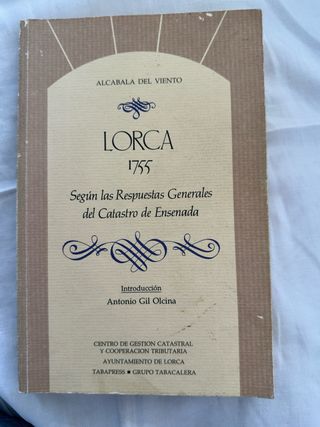 ALCABALA DEL VIENTO
LORCA
1755
Según las Respuestas Generales
del Catastro de Ensenada
Introducción
Antonio Gil Olcina
CENTRO DE GESTION CATASTRAL
Y COOPERACION TRIBUTARIA
AYUNTAMIENTO DE LORCA
TABAPRESS ■ GRUPO TABACALERA